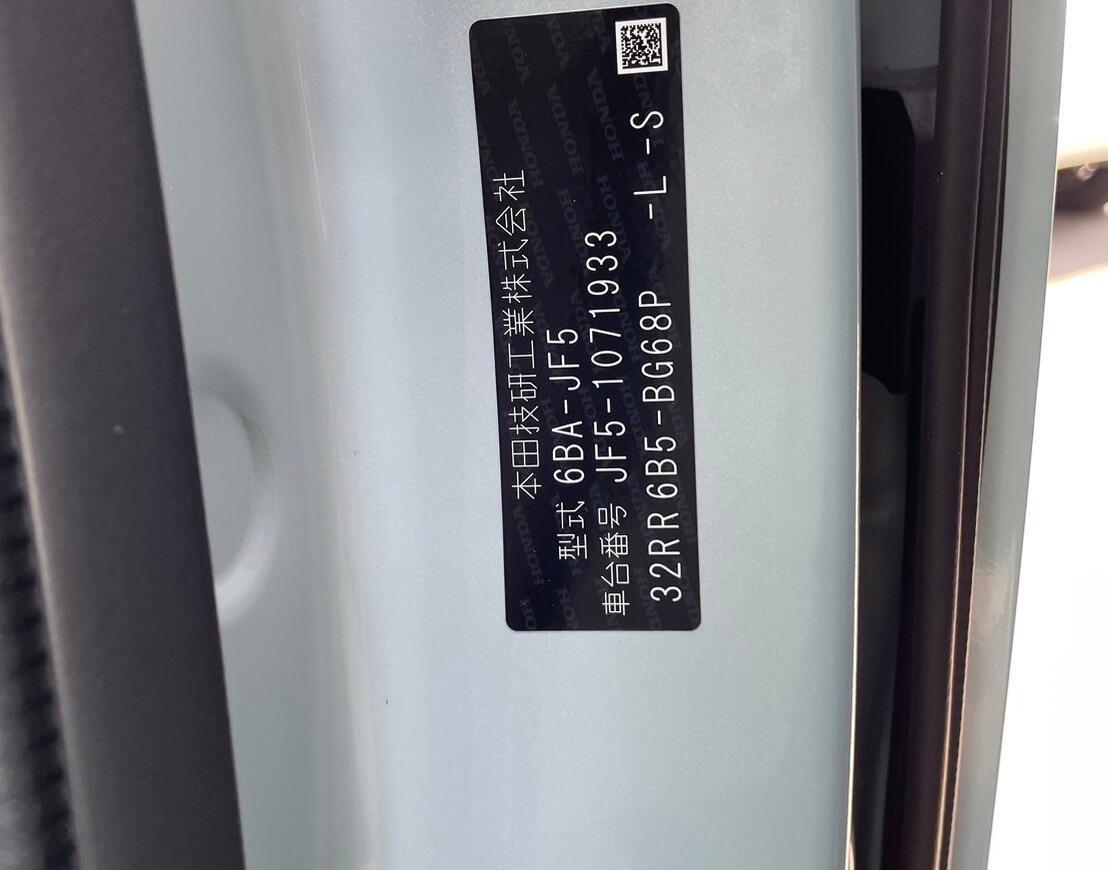 本田技研工業株式会社
型式 6BA-JF5
車台番号 JF5-1071933
32RR6B5-BG68P -L -S